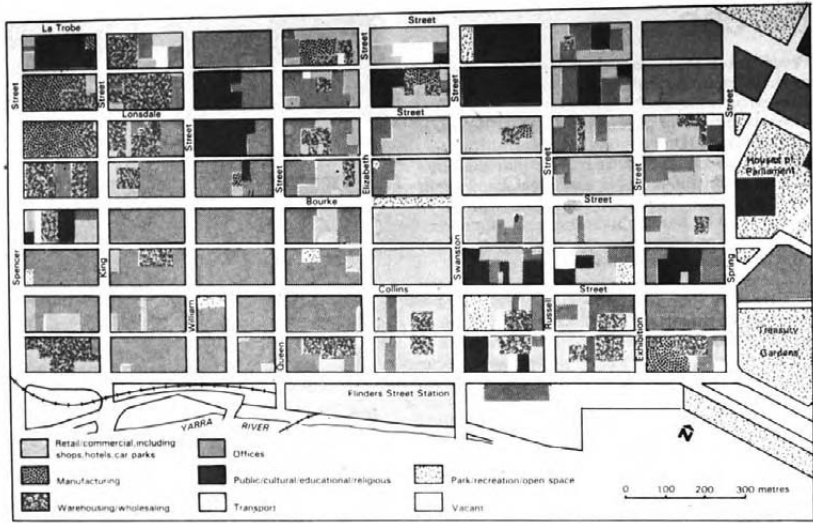 La Trobe
Street
Street
Street
Street
Street
Street
Lonsdale
Street
Street
Street
Elizabeth
Street
Street
Houses of
Parliament
Bourke
Street
Spencer
King
Swanston
Spring
Collins
Street
William
Queen
Russell
Exhibition
Treasury
Gardens
Flinders Street Station
YARRA RIVER
N
Retail/commercial, including
shops, hotels, car parks
Offices
Manufacturing
Public/cultural/educational/religious
Park/recreation/open space
Warehousing/wholesaling
Transport
Vacant
0 100 200 300 metres